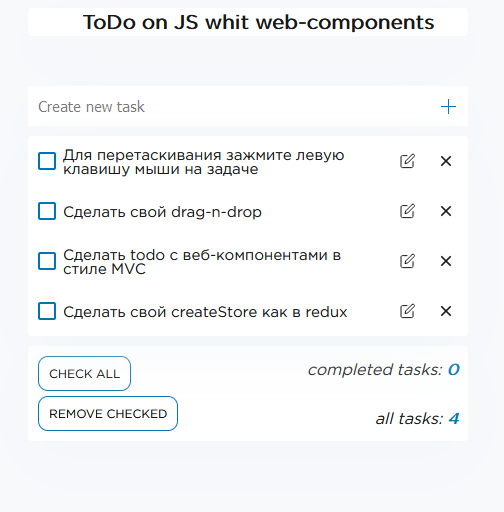 ToDo on JS whit web-components
Create new task
Для перетаскивания зажмите левую
клавишу мыши на задаче
Сделать свой drag-n-drop
Сделать todo с веб-компонентами в
стиле MVC
Сделать свой createStore как в redux
CHECK ALL
completed tasks: 0
REMOVE CHECKED
all tasks: 4